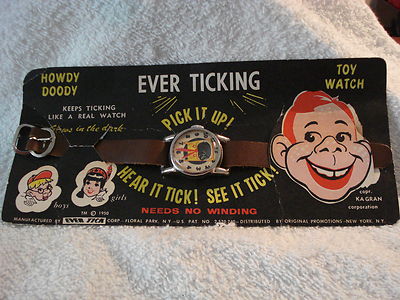 HOWDY DOODY
EVER TICKING
TOY WATCH
KEEPS TICKING
LIKE A REAL WATCH
in the dark
PICK IT UP!
HEAR IT TICK! SEE IT TICK!
NEEDS NO WINDING
boys
girls
TM © 1950
copr.
KAGRAN
corporation
MANUFACTURED BY EVER TICK CORP-FLORAL PARK, N.Y.-U.S. PAT. NO. DISTRIBUTED BY ORIGINAL PROMOTIONS-NEW YORK, N.Y.